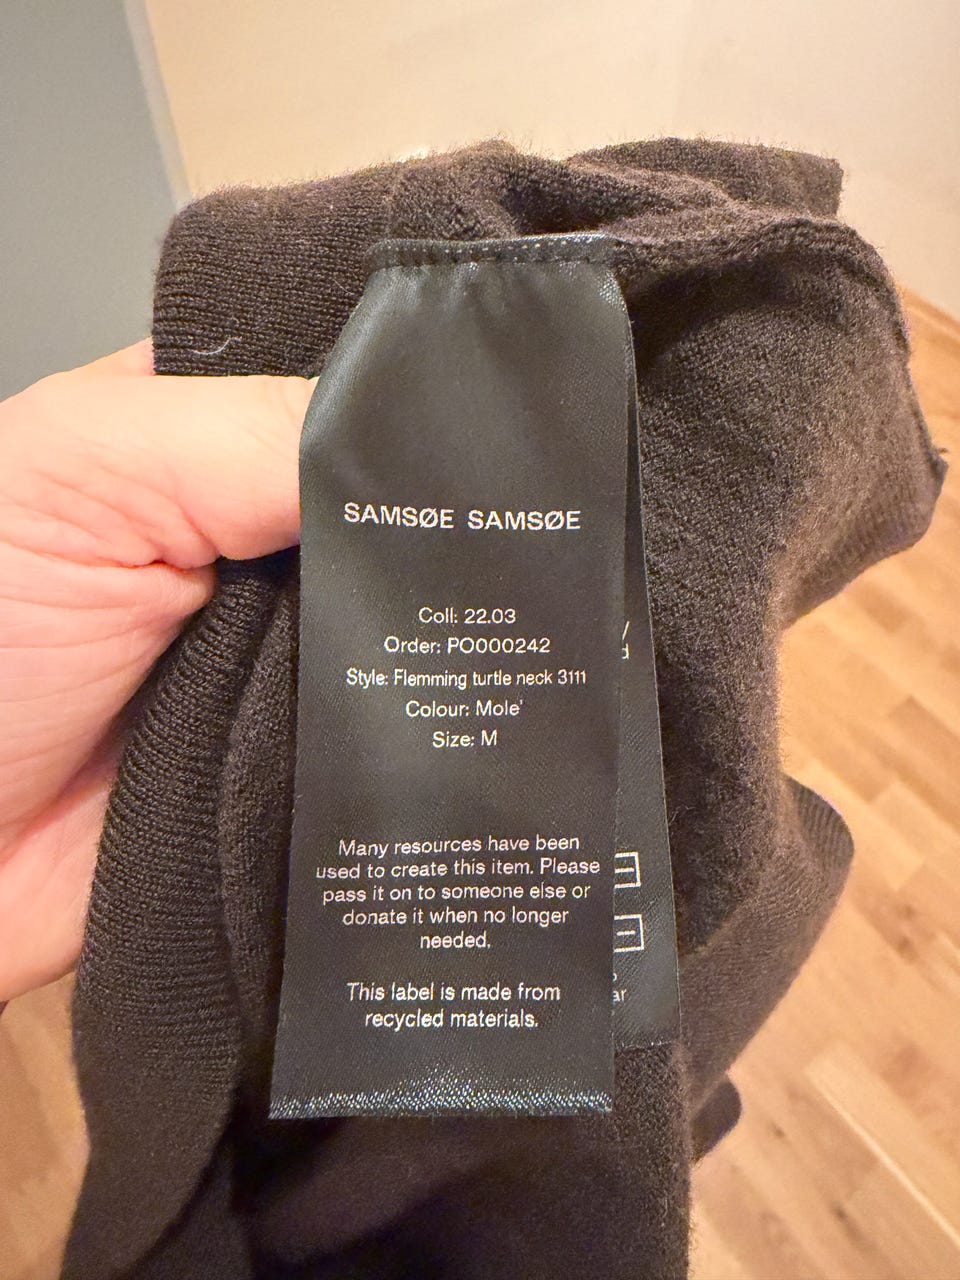 SAMSØE SAMSØE
Coll: 22.03
Order: PO000242
Style: Flemming turtle neck 3111
Colour: Mole'
Size: M
Many resources have been
used to create this item. Please
pass it on to someone else or
donate it when no longer
needed.
This label is made from
recycled materials.